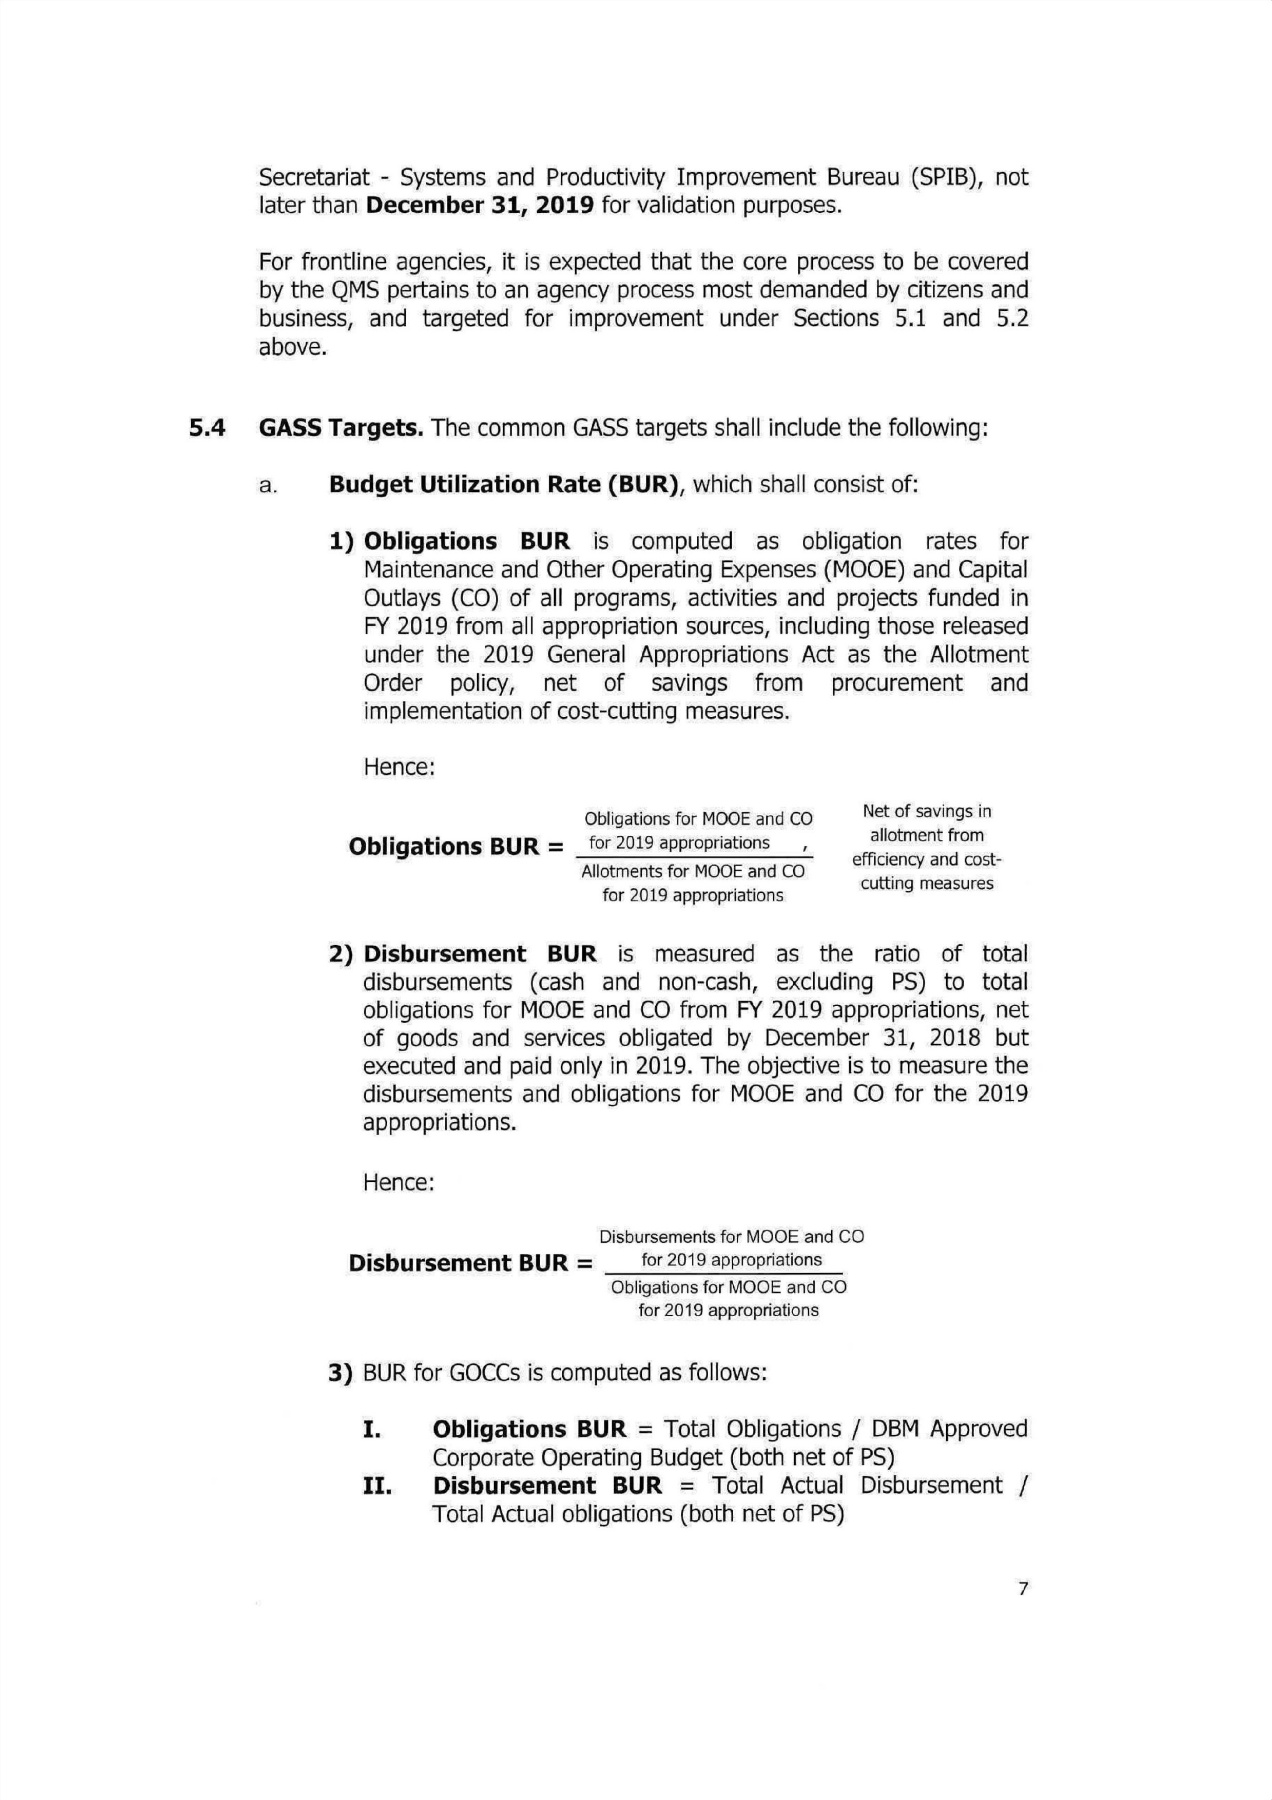 Secretariat - Systems and Productivity Improvement Bureau (SPIB), not
later than December 31, 2019 for validation purposes.
For frontline agencies, it is expected that the core process to be covered
by the QMS pertains to an agency process most demanded by citizens and
business, and targeted for improvement under Sections 5.1 and 5.2
above.
5.4 GASS Targets. The common GASS targets shall include the following:
a. Budget Utilization Rate (BUR), which shall consist of:
1) Obligations BUR is computed as obligation rates for
Maintenance and Other Operating Expenses (MOOE) and Capital
Outlays (CO) of all programs, activities and projects funded in
FY 2019 from all appropriation sources, including those released
under the 2019 General Appropriations Act as the Allotment
Order policy, net of savings from procurement and
implementation of cost-cutting measures.
Hence:
Obligations BUR =
Obligations for MOOE and CO
for 2019 appropriations ,
Allotments for MOOE and CO
for 2019 appropriations
Net of savings in
allotment from
efficiency and cost-
cutting measures
2) Disbursement BUR is measured as the ratio of total
disbursements (cash and non-cash, excluding PS) to total
obligations for MOOE and CO from FY 2019 appropriations, net
of goods and services obligated by December 31, 2018 but
executed and paid only in 2019. The objective is to measure the
disbursements and obligations for MOOE and CO for the 2019
appropriations.
Hence:
Disbursement BUR =
Disbursements for MOOE and CO
for 2019 appropriations
Obligations for MOOE and CO
for 2019 appropriations
3) BUR for GOCCs is computed as follows:
I. Obligations BUR = Total Obligations / DBM Approved
Corporate Operating Budget (both net of PS)
II. Disbursement BUR = Total Actual Disbursement /
Total Actual obligations (both net of PS)
7